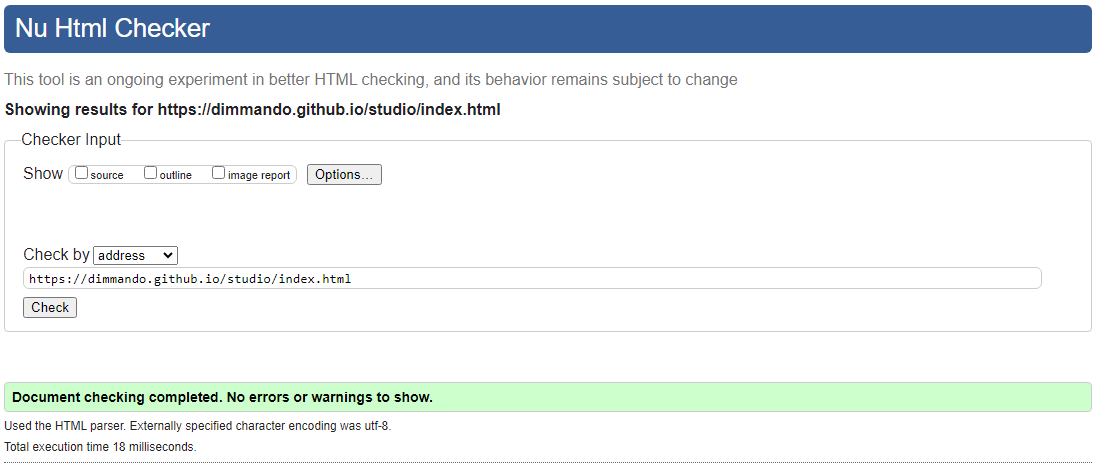 Nu Html Checker
This tool is an ongoing experiment in better HTML checking, and its behavior remains subject to change
Showing results for https://dimmando.github.io/studio/index.html
Checker Input
Show source outline image report Options...
Check by address
https://dimmando.github.io/studio/index.html
Check
Document checking completed. No errors or warnings to show.
Used the HTML parser. Externally specified character encoding was utf-8.
Total execution time 18 milliseconds.